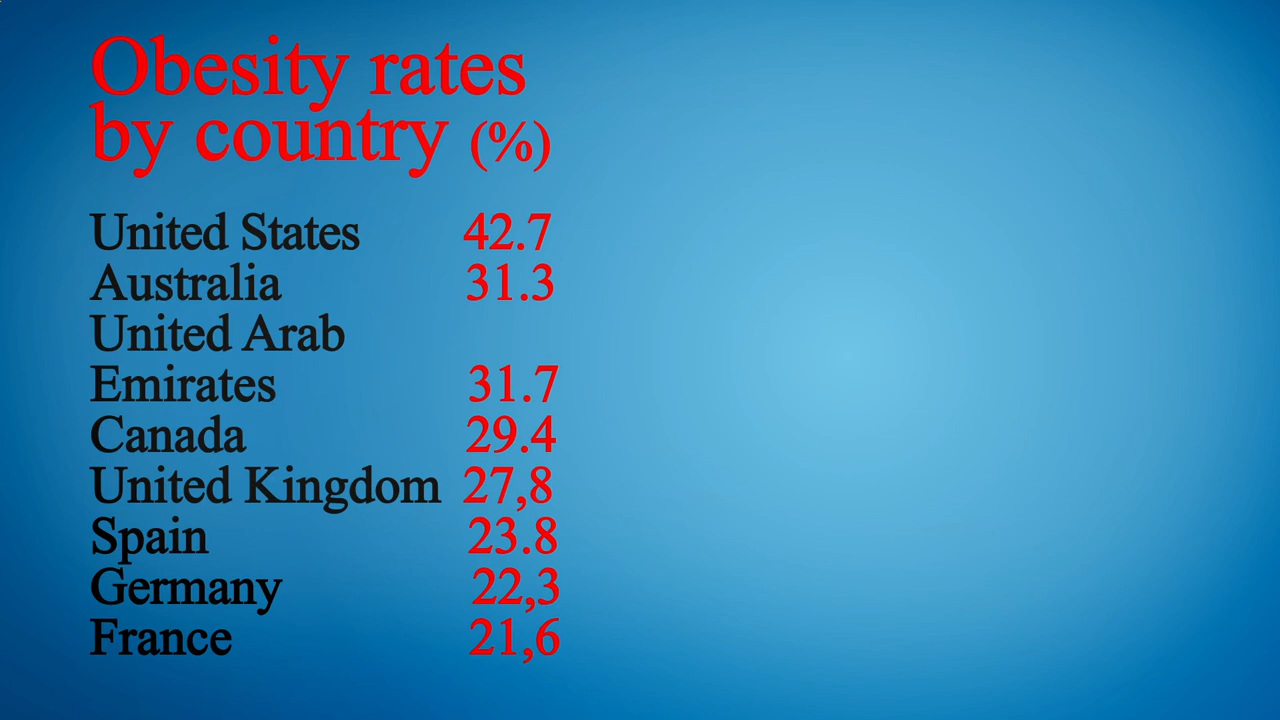 Obesity rates
by country (%)
United States 42.7
Australia 31.3
United Arab
Emirates 31.7
Canada 29.4
United Kingdom 27,8
Spain 23.8
Germany 22,3
France 21,6